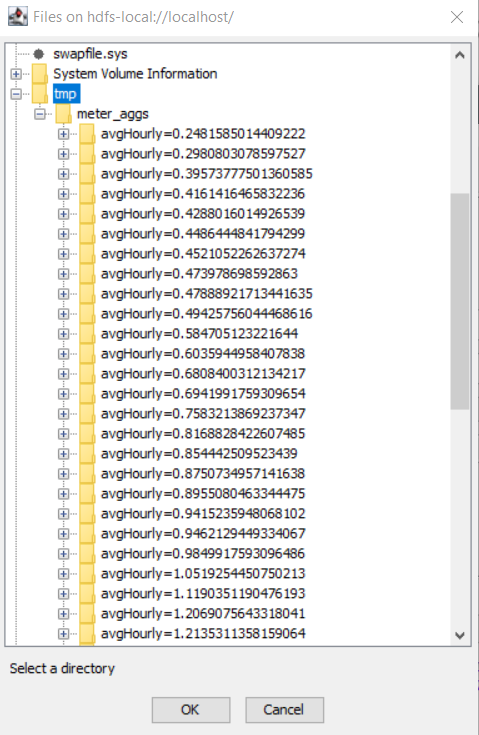 Files on hdfs-local://localhost/
swapfile.sys
System Volume Information
tmp
meter_aggs
avgHourly=0.2481585014409222
avgHourly=0.2980803078597527
avgHourly=0.39573777501360585
avgHourly=0.4161416465832236
avgHourly=0.4288016014926539
avgHourly=0.4486444841794299
avgHourly=0.4521052262637274
avgHourly=0.473978698592863
avgHourly=0.47888921713441635
avgHourly=0.49425756044468616
avgHourly=0.584705123221644
avgHourly=0.6035944958407838
avgHourly=0.6808400312134217
avgHourly=0.6941991759309654
avgHourly=0.7583213869237347
avgHourly=0.8168828422607485
avgHourly=0.854442509523439
avgHourly=0.8750734957141638
avgHourly=0.8955080463344475
avgHourly=0.9415235948068102
avgHourly=0.9462129449334067
avgHourly=0.9849917593096486
avgHourly=1.0519254450750213
avgHourly=1.1190351190476193
avgHourly=1.2069075643318041
avgHourly=1.2135311358159064
Select a directory
OK
Cancel